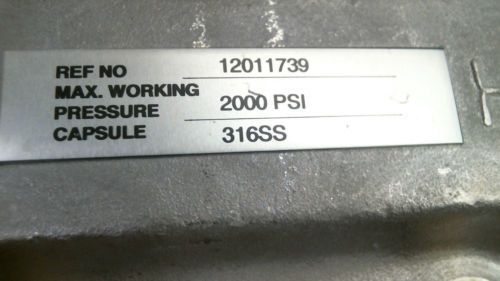 REF NO 12011739
MAX. WORKING
PRESSURE 2000 PSI
CAPSULE 316SS